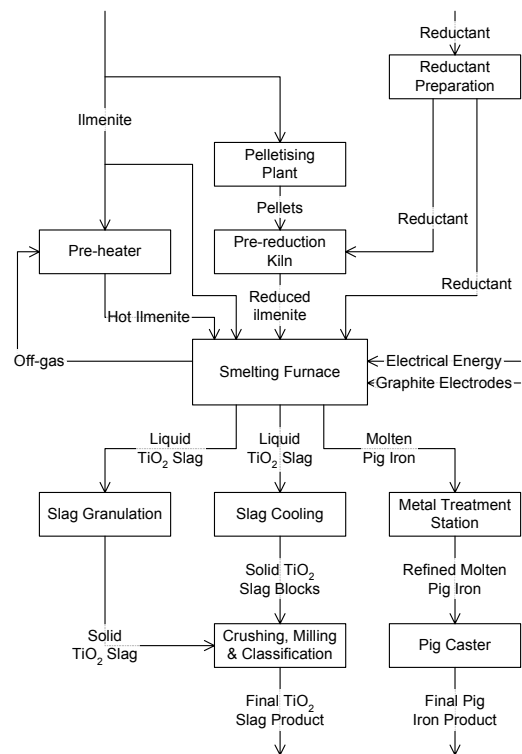 Reductant
Reductant
Preparation
Ilmenite
Pelletising
Plant
Pellets
Reductant
Pre-heater
Pre-reduction
Kiln
Reductant
Hot Ilmenite
Reduced
ilmenite
Off-gas
Smelting Furnace
Electrical Energy
Graphite Electrodes
Liquid
TiO₂ Slag
Liquid
TiO₂ Slag
Molten
Pig Iron
Slag Granulation
Slag Cooling
Metal Treatment
Station
Solid TiO₂
Slag Blocks
Refined Molten
Pig Iron
Solid
TiO₂ Slag
Crushing, Milling
& Classification
Pig Caster
Final TiO₂
Slag Product
Final Pig
Iron Product